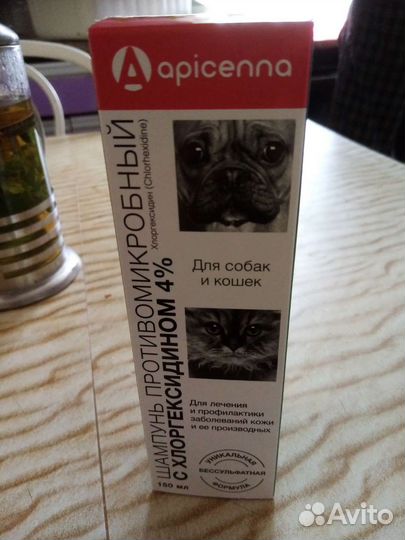 apicenna
ШАМПУНЬ ПРОТИВОМИКРОБНЫЙ
Хлоргексидин (Chlorhexidine)
С ХЛОРГЕКСИДИНОМ 4%
150 мл
Для собак
и кошек
Для лечения
и профилактики
заболеваний кожи
и ее производных
УНИКАЛЬНАЯ
БЕССУЛЬФАТНАЯ
ФОРМУЛА
Avito